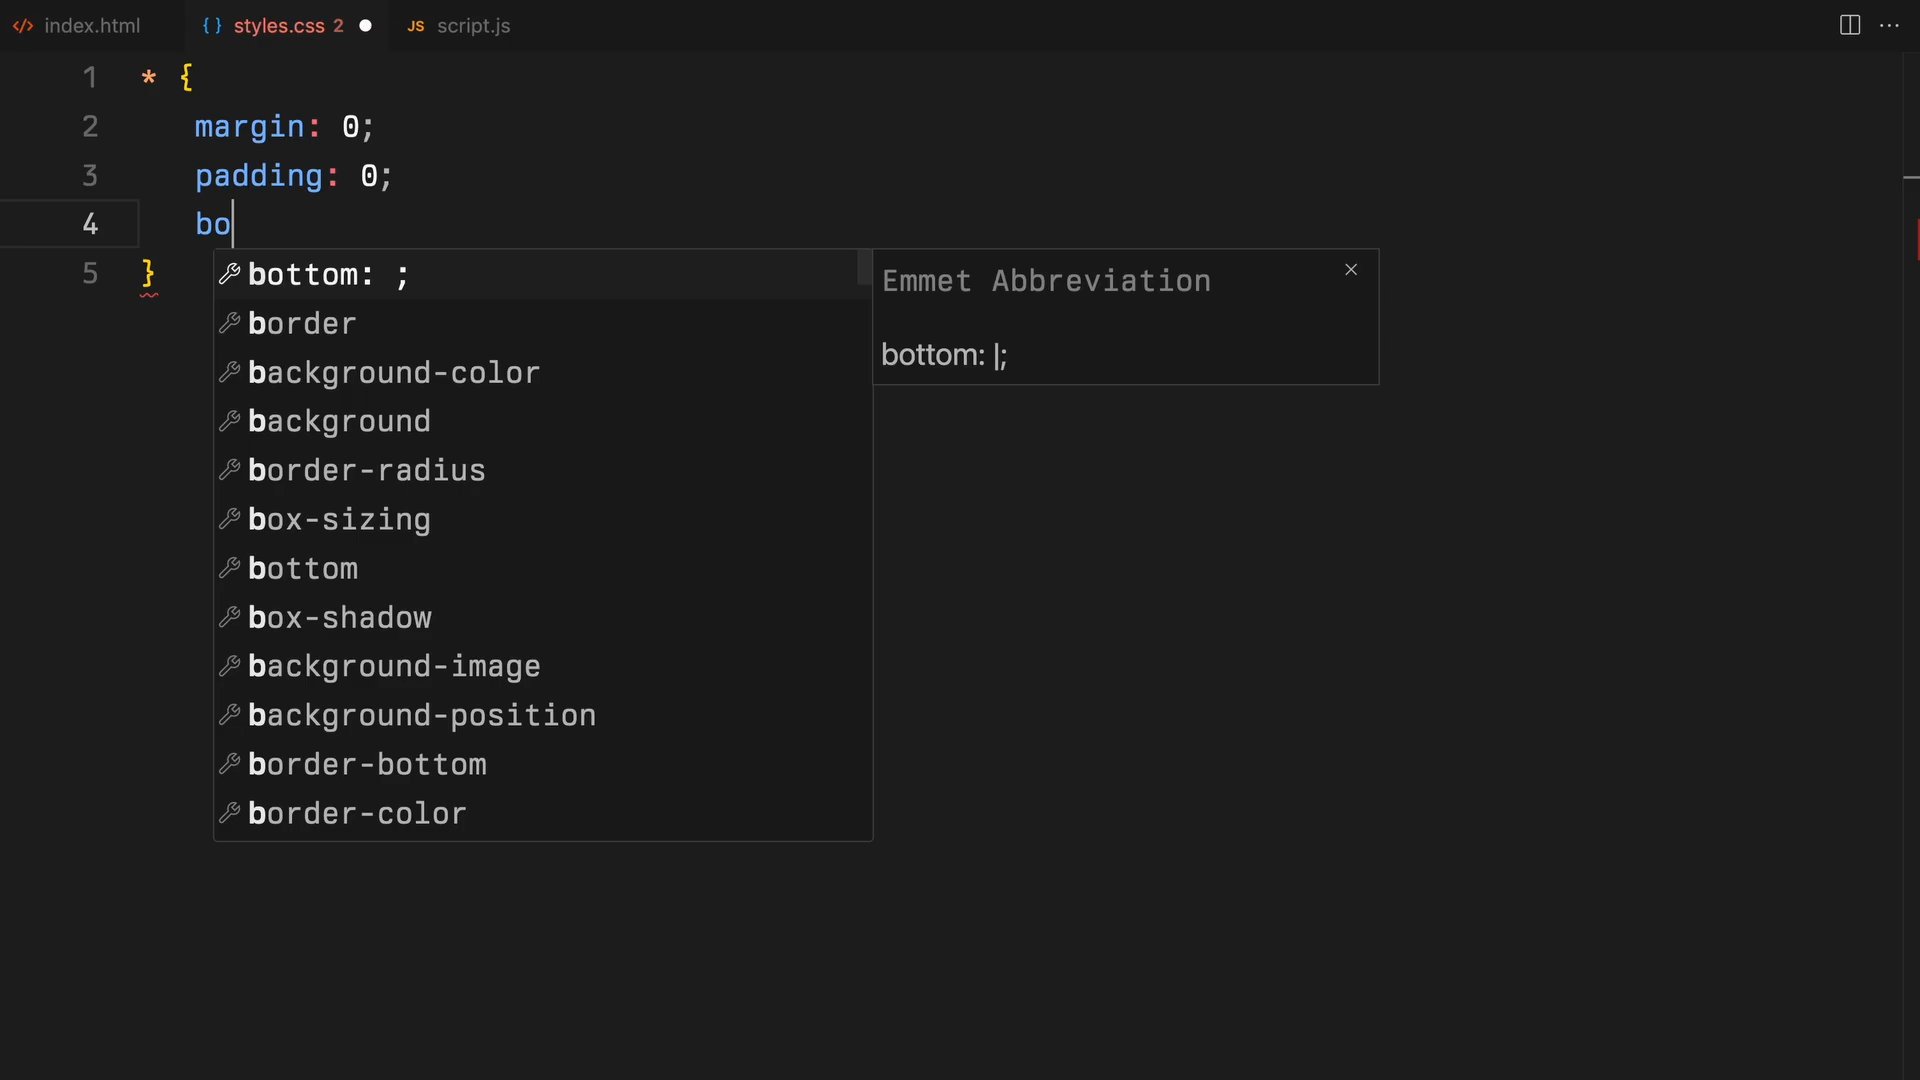 </> index.html {} styles.css 2 JS script.js ···
1 * {
2 margin: 0;
3 padding: 0;
4 bo
5 }
bottom: ;
border
background-color
background
border-radius
box-sizing
bottom
box-shadow
background-image
background-position
border-bottom
border-color
Emmet Abbreviation
bottom: |;